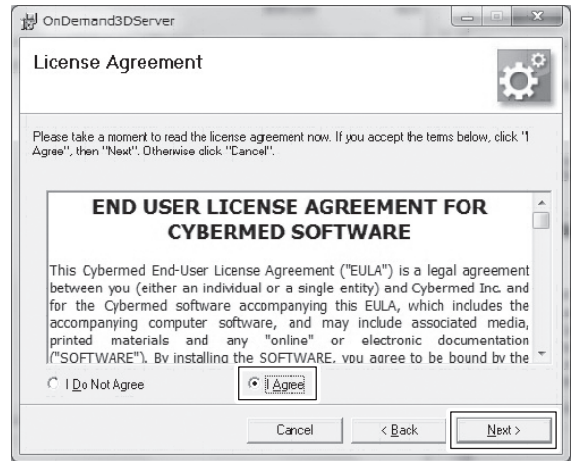 OnDemand3DServer
License Agreement
Please take a moment to read the license agreement now. If you accept the terms below, click "I
Agree", then "Next". Otherwise click "Cancel".
END USER LICENSE AGREEMENT FOR
CYBERMED SOFTWARE
This Cybermed End-User License Agreement ("EULA") is a legal agreement
between you (either an individual or a single entity) and Cybermed Inc. and
for the Cybermed software accompanying this EULA, which includes the
accompanying computer software, and may include associated media,
printed materials and any "online" or electronic documentation
("SOFTWARE"). By installing the SOFTWARE, you agree to be bound by the
I Do Not Agree
I Agree
Cancel
< Back
Next >